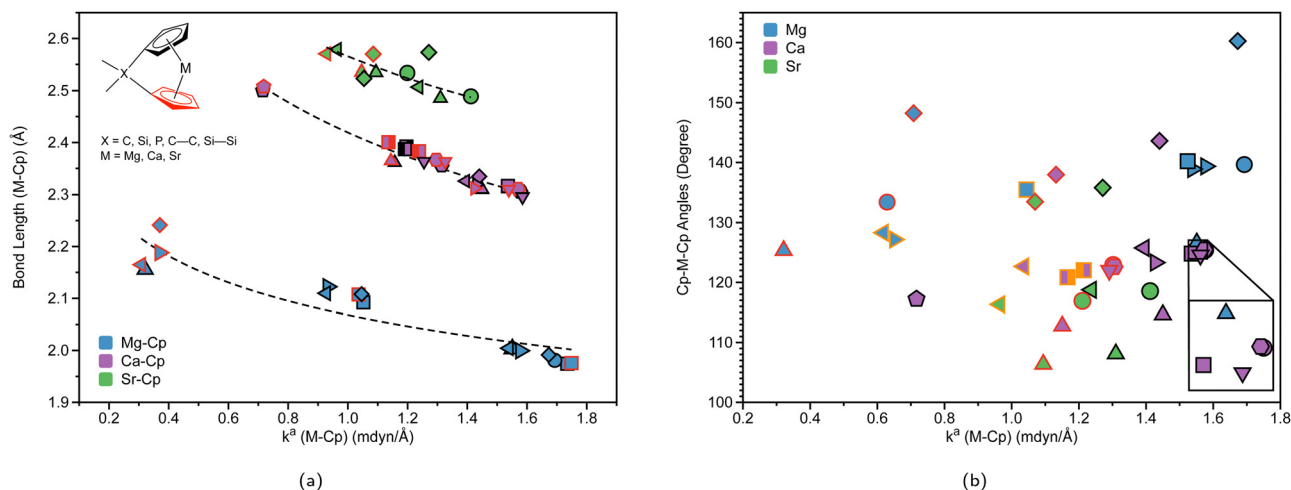 2.6
2.5
2.4
2.3
2.2
2.1
2.0
1.9
Bond Length (M-Cp) (Å)
X
M
X = C, Si, P, C—C, Si—Si
M = Mg, Ca, Sr
Mg-Cp
Ca-Cp
Sr-Cp
0.2 0.4 0.6 0.8 1.0 1.2 1.4 1.6 1.8
kᵃ (M-Cp) (mdyn/Å)
(a)
160
150
140
130
120
110
100
Cp-M-Cp Angles (Degree)
Mg
Ca
Sr
0.2 0.4 0.6 0.8 1.0 1.2 1.4 1.6 1.8
kᵃ (M-Cp) (mdyn/Å)
(b)